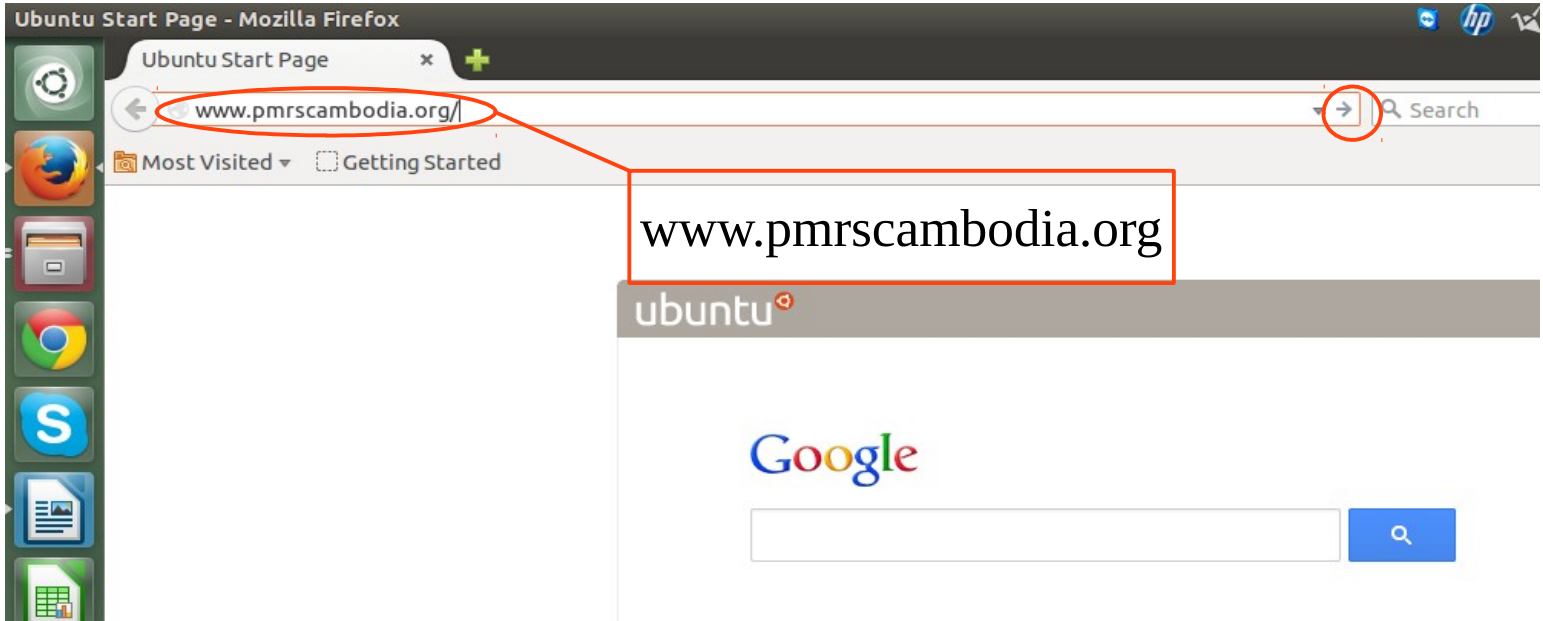 Ubuntu Start Page - Mozilla Firefox
hp
Ubuntu Start Page
www.pmrscambodia.org/
Search
Most Visited
Getting Started
www.pmrscambodia.org
ubuntu
Google
S